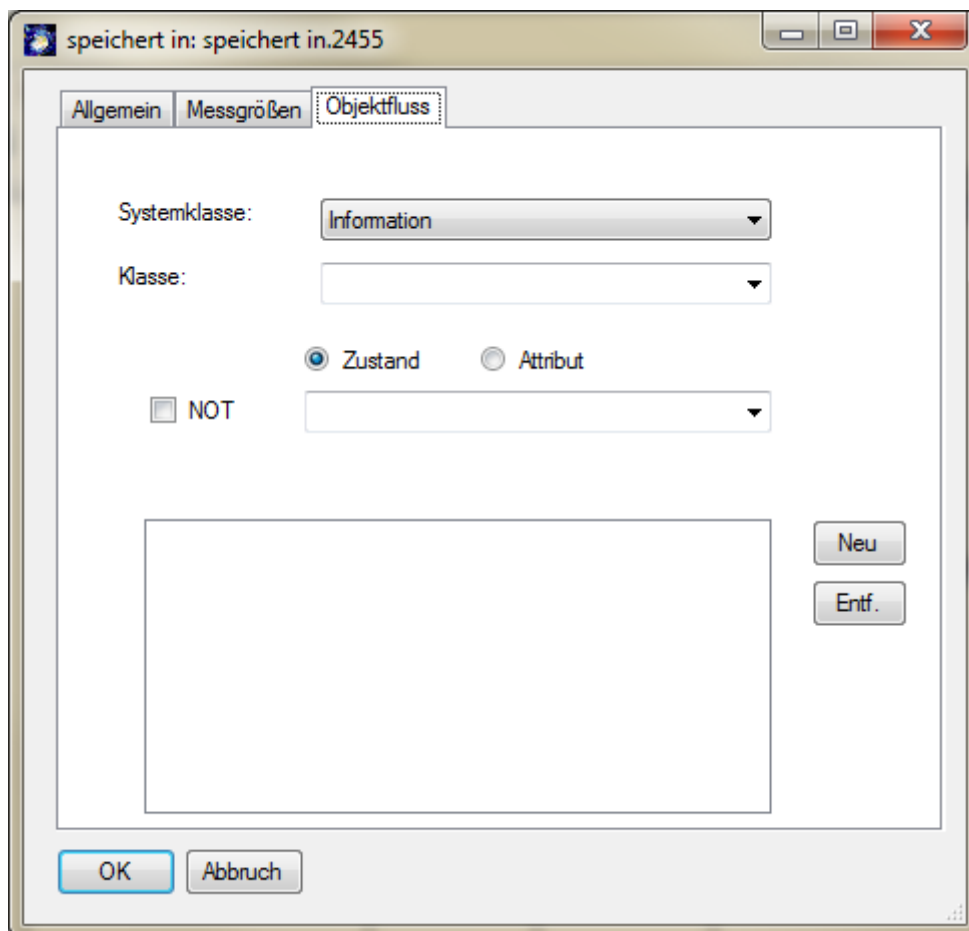 speichert in: speichert in.2455
Allgemein Messgrößen Objektfluss
Systemklasse: Information
Klasse:
Zustand Attribut
NOT
Neu
Entf.
OK Abbruch